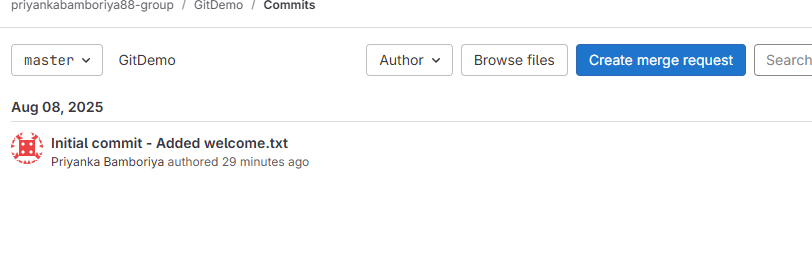 priyankabamboriya88-group / GitDemo / Commits
master GitDemo Author Browse files Create merge request Search
Aug 08, 2025
Initial commit - Added welcome.txt
Priyanka Bamboriya authored 29 minutes ago